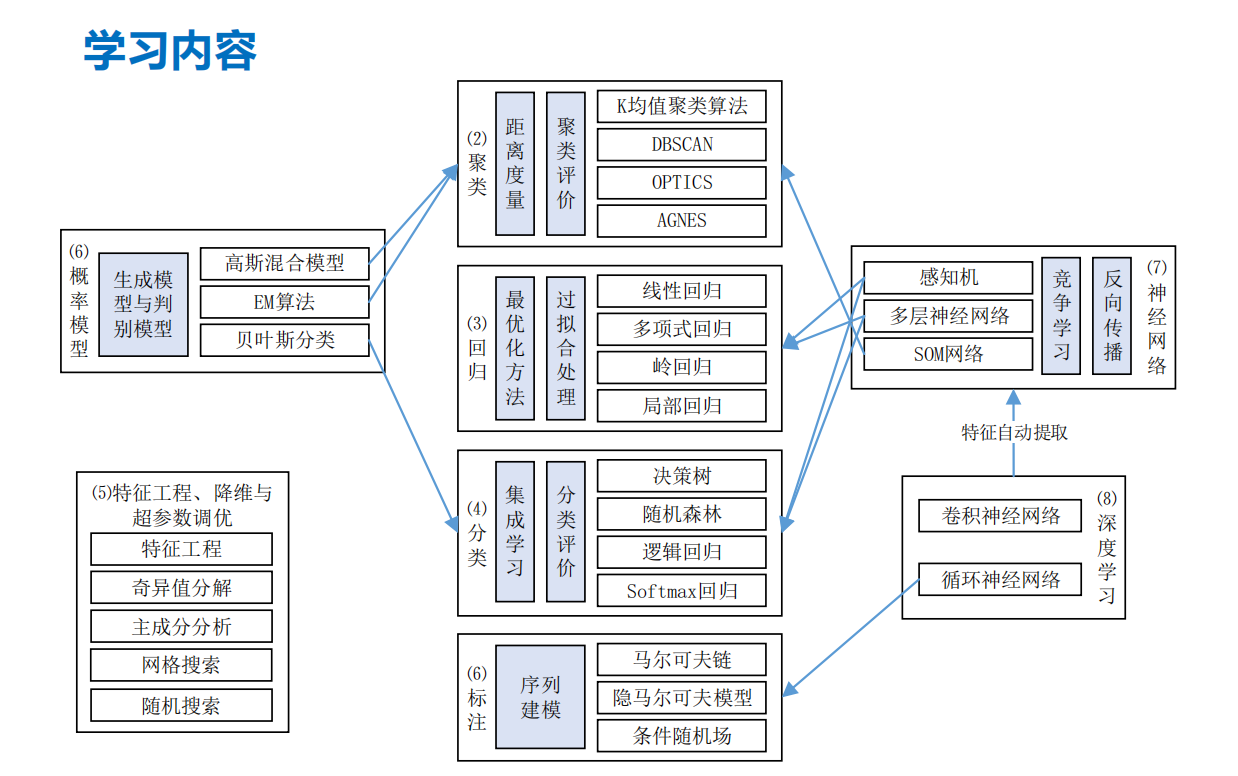 学习内容
(2)
聚
类
距
离
度
量
聚
类
评
价
K均值聚类算法
DBSCAN
OPTICS
AGNES
(6)
概
率
模
型
生成模
型与判
别模型
高斯混合模型
EM算法
贝叶斯分类
(3)
回
归
最
优
化
方
法
过
拟
合
处
理
线性回归
多项式回归
岭回归
局部回归
感知机
多层神经网络
SOM网络
竞
争
学
习
反
向
传
播
(7)
神
经
网
络
特征自动提取
(4)
分
类
集
成
学
习
分
类
评
价
决策树
随机森林
逻辑回归
Softmax回归
(5)特征工程、降维与
超参数调优
特征工程
奇异值分解
主成分分析
网格搜索
随机搜索
卷积神经网络
循环神经网络
(8)
深
度
学
习
(6)
标
注
序列
建模
马尔可夫链
隐马尔可夫模型
条件随机场